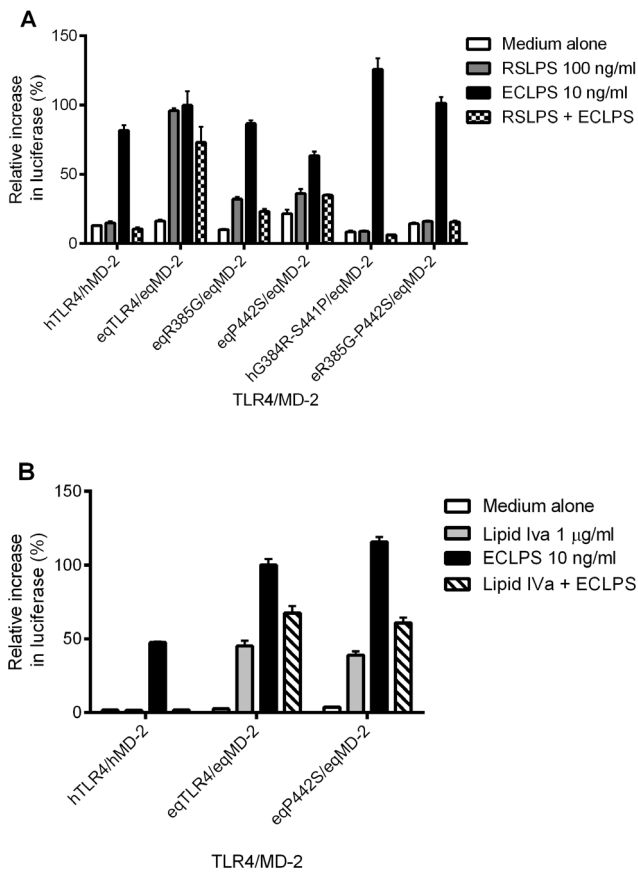 A
Relative increase
in luciferase (%)
150
100
50
0
Medium alone
RSLPS 100 ng/ml
ECLPS 10 ng/ml
RSLPS + ECLPS
hTLR4/hMD-2
eqTLR4/eqMD-2
eqR385G/eqMD-2
eqP442S/eqMD-2
hG384R-S441P/eqMD-2
eR385G-P442S/eqMD-2
TLR4/MD-2
B
Relative increase
in luciferase (%)
150
100
50
0
Medium alone
Lipid Iva 1 μg/ml
ECLPS 10 ng/ml
Lipid IVa + ECLPS
hTLR4/hMD-2
eqTLR4/eqMD-2
eqP442S/eqMD-2
TLR4/MD-2